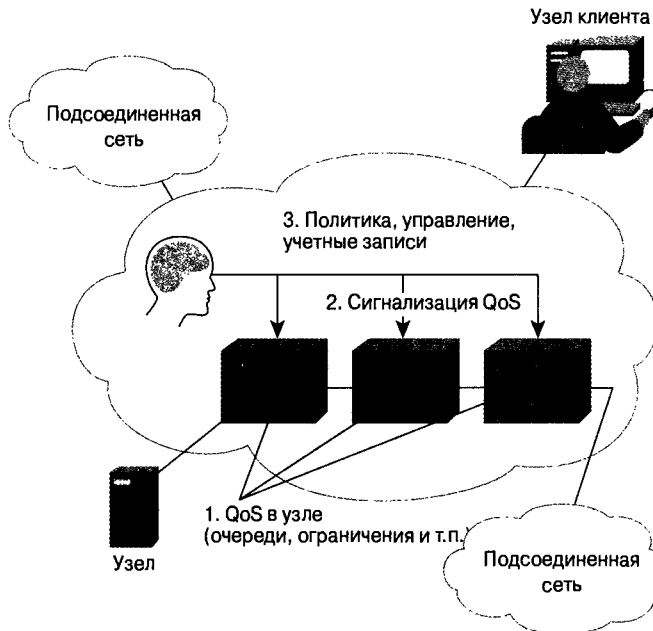 Узел клиента
Подсоединенная
сеть
3. Политика, управление,
учетные записи
2. Сигнализация QoS
1. QoS в узле
(очереди, ограничения и т.п.)
Узел
Подсоединенная
сеть